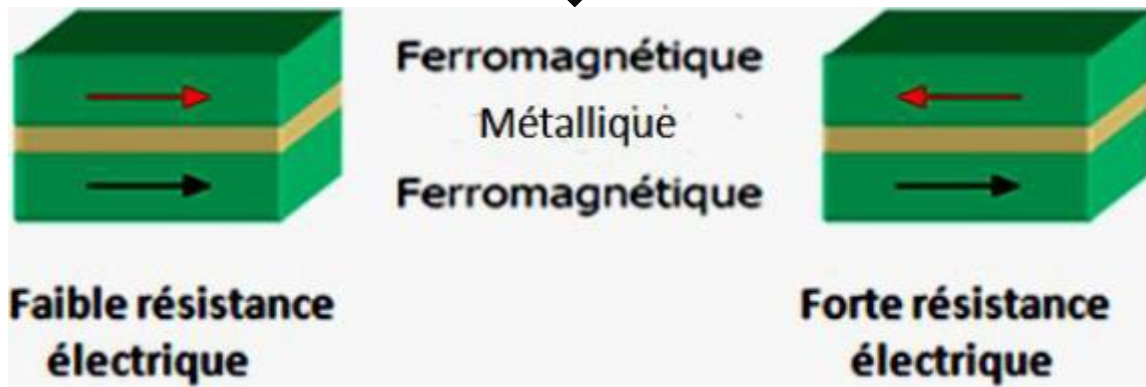 Ferromagnétique
Métallique
Ferromagnétique
Faible résistance
électrique
Forte résistance
électrique